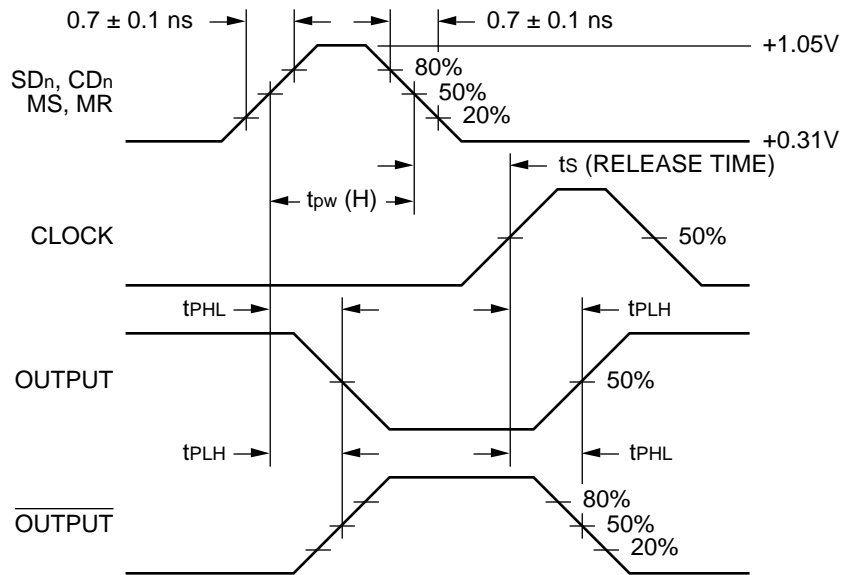 0.7 ± 0.1 ns
0.7 ± 0.1 ns
+1.05V
SDn, CDn
MS, MR
80%
50%
20%
+0.31V
tS (RELEASE TIME)
tpw (H)
CLOCK
50%
tPHL
tPLH
OUTPUT
50%
tPLH
tPHL
OUTPUT
80%
50%
20%